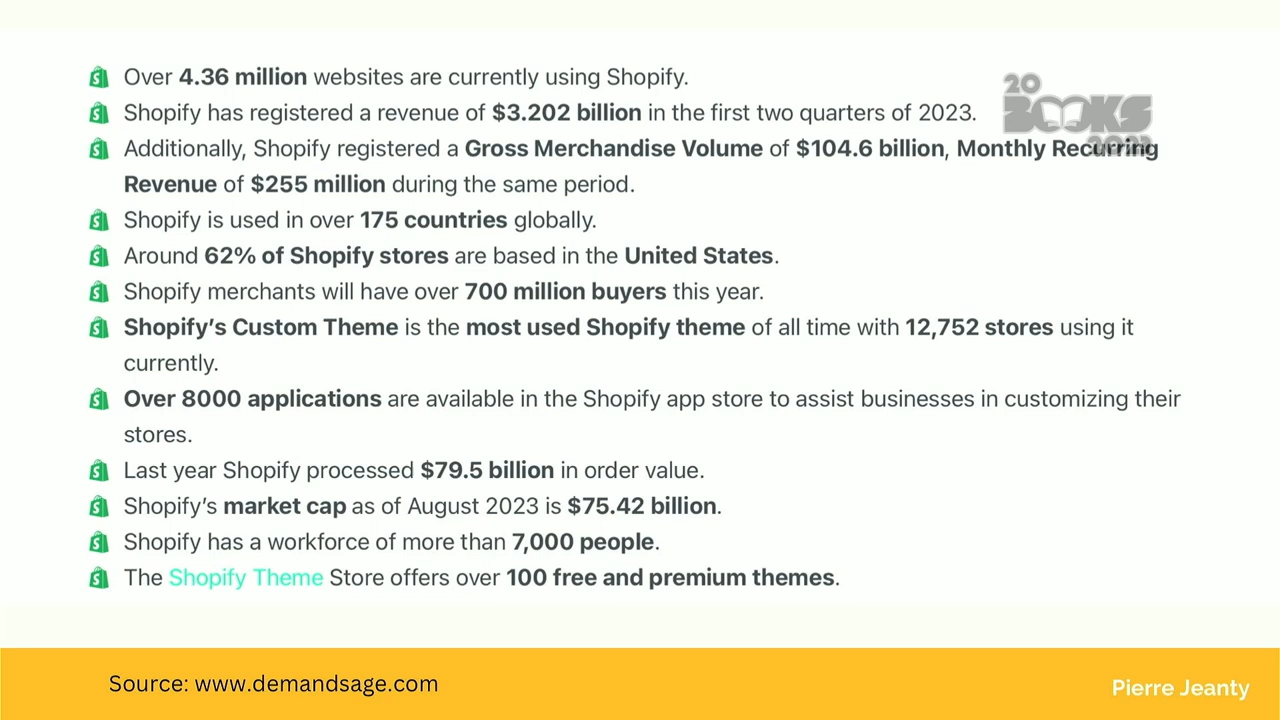 Over 4.36 million websites are currently using Shopify.
Shopify has registered a revenue of $3.202 billion in the first two quarters of 2023.
Additionally, Shopify registered a Gross Merchandise Volume of $104.6 billion, Monthly Recurring
Revenue of $255 million during the same period.
Shopify is used in over 175 countries globally.
Around 62% of Shopify stores are based in the United States.
Shopify merchants will have over 700 million buyers this year.
Shopify’s Custom Theme is the most used Shopify theme of all time with 12,752 stores using it
currently.
Over 8000 applications are available in the Shopify app store to assist businesses in customizing their
stores.
Last year Shopify processed $79.5 billion in order value.
Shopify’s market cap as of August 2023 is $75.42 billion.
Shopify has a workforce of more than 7,000 people.
The Shopify Theme Store offers over 100 free and premium themes.
20
BOOKS
2023
Source: www.demandsage.com
Pierre Jeanty